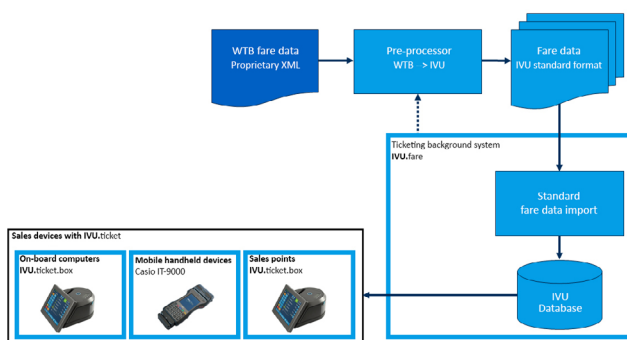 WTB fare data
Proprietary XML
Pre-processor
WTB > IVU
Fare data
IVU standard format
Ticketing background system
IVU.fare
Standard
fare data import
IVU
Database
Sales devices with IVU.ticket
On-board computers
IVU.ticket.box
Mobile handheld devices
Casio IT-9000
Sales points
IVU.ticket.box